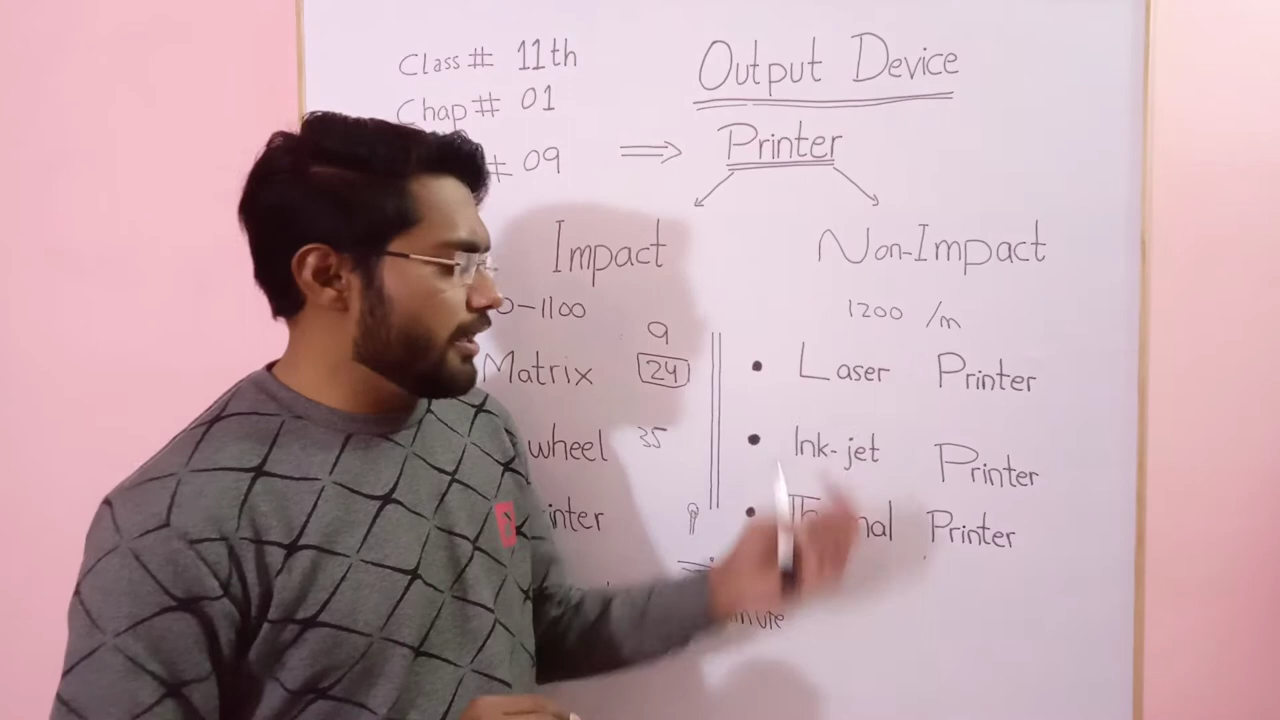 Class# 11th
Chap# 01
# 09
Output Device
⇒ Printer
Impact
Non-Impact
0-1100
1200 /m
9
Matrix 24
• Laser Printer
wheel 35
• Ink-jet Printer
inter
• Printer